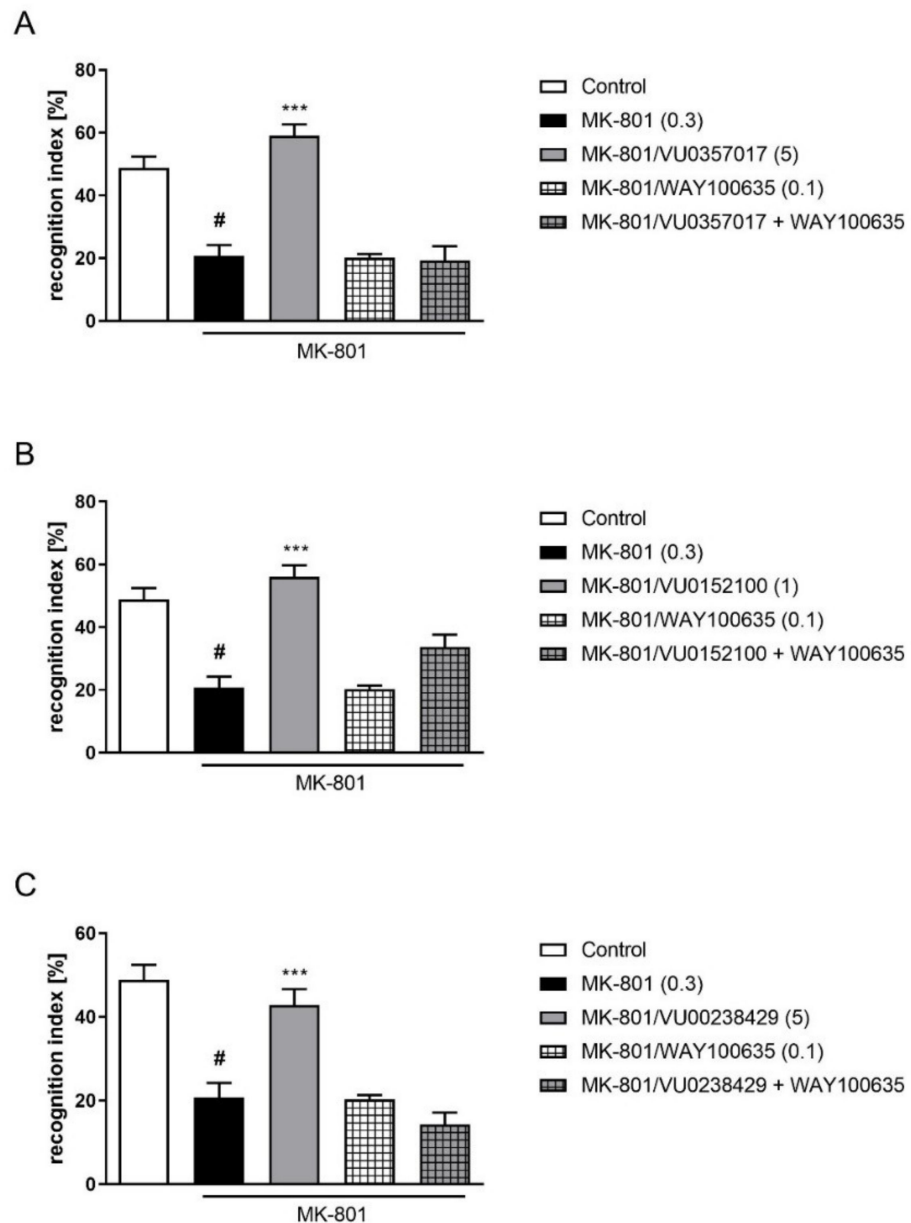 A
recognition index [%]
80
60
40
20
0
#
***
MK-801
Control
MK-801 (0.3)
MK-801/VU0357017 (5)
MK-801/WAY100635 (0.1)
MK-801/VU0357017 + WAY100635
B
recognition index [%]
80
60
40
20
0
#
***
MK-801
Control
MK-801 (0.3)
MK-801/VU0152100 (1)
MK-801/WAY100635 (0.1)
MK-801/VU0152100 + WAY100635
C
recognition index [%]
60
40
20
0
#
***
MK-801
Control
MK-801 (0.3)
MK-801/VU00238429 (5)
MK-801/WAY100635 (0.1)
MK-801/VU0238429 + WAY100635